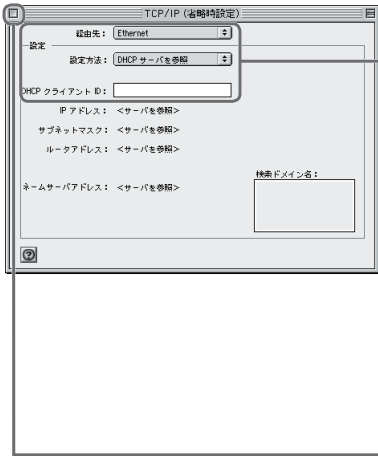 TCP/IP (省略時設定)
経由先： Ethernet
設定
設定方法： DHCP サーバを参照
DHCP クライアント ID：
IP アドレス： <サーバを参照>
サブネットマスク： <サーバを参照>
ルータアドレス： <サーバを参照>
検索ドメイン名：
ネームサーバアドレス： <サーバを参照>
?